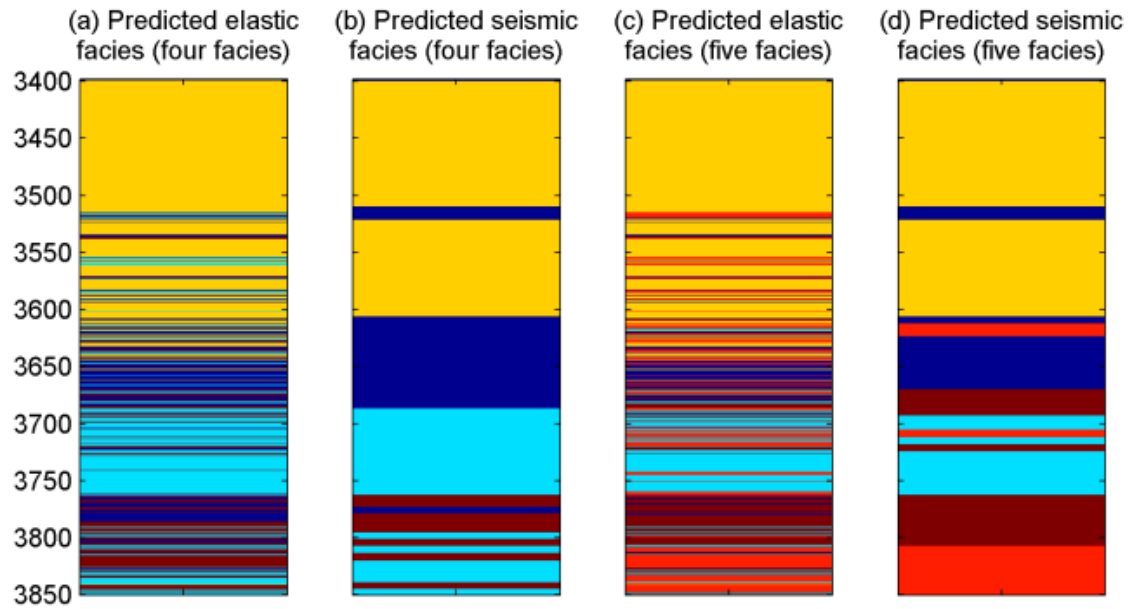 (a) Predicted elastic
facies (four facies)
(b) Predicted seismic
facies (four facies)
(c) Predicted elastic
facies (five facies)
(d) Predicted seismic
facies (five facies)
3400
3450
3500
3550
3600
3650
3700
3750
3800
3850